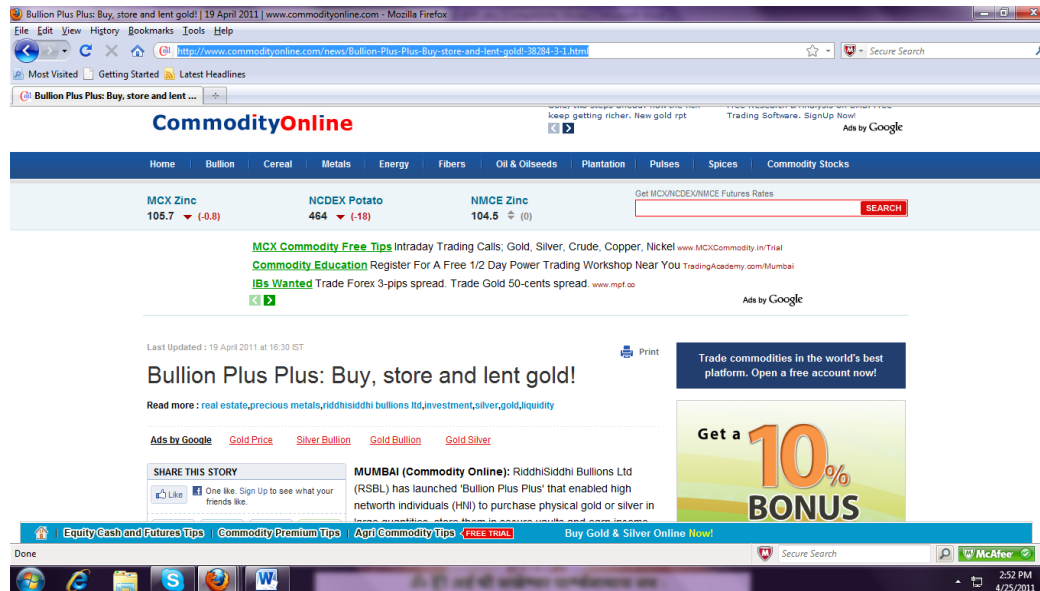 Bullion Plus Plus: Buy, store and lent gold! | 19 April 2011 | www.commodityonline.com - Mozilla Firefox
File Edit View History Bookmarks Tools Help
http://www.commodityonline.com/news/Bullion-Plus-Plus-Buy-store-and-lent-gold!-38284-3-1.html
Secure Search
Most Visited Getting Started Latest Headlines
Bullion Plus Plus: Buy, store and lent ...
keep getting richer. New gold rpt
Trading Software. SignUp Now!
Ads by Google
CommodityOnline
Home Bullion Cereal Metals Energy Fibers Oil & Oilseeds Plantation Pulses Spices Commodity Stocks
MCX Zinc NCDEX Potato NMCE Zinc
105.7 (-0.8) 464 (-18) 104.5 (0)
Get MCX/NCDEX/NMCE Futures Rates
SEARCH
MCX Commodity Free Tips Intraday Trading Calls; Gold, Silver, Crude, Copper, Nickel www.MCXCommodity.in/Trial
Commodity Education Register For A Free 1/2 Day Power Trading Workshop Near You TradingAcademy.com/Mumbai
IBs Wanted Trade Forex 3-pips spread. Trade Gold 50-cents spread. www.mpf.co
Ads by Google
Last Updated : 19 April 2011 at 16:30 IST
Print
Bullion Plus Plus: Buy, store and lent gold!
Read more : real estate,precious metals,riddhisiddhi bullions ltd,investment,silver,gold,liquidity
Ads by Google Gold Price Silver Bullion Gold Bullion Gold Silver
SHARE THIS STORY
Like One like. Sign Up to see what your
friends like.
MUMBAI (Commodity Online): RiddhiSiddhi Bullions Ltd
(RSBL) has launched 'Bullion Plus Plus' that enabled high
networth individuals (HNI) to purchase physical gold or silver in
large quantities, store them in secure vaults and earn income
Trade commodities in the world's best
platform. Open a free account now!
Get a
10%
BONUS
Equity Cash and Futures Tips | Commodity Premium Tips | Agri Commodity Tips FREE TRIAL Buy Gold & Silver Online Now!
Done
Secure Search
McAfee
2:52 PM
4/25/2011